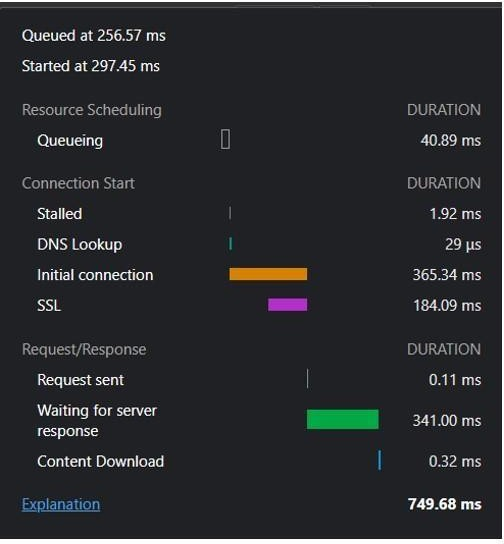 Queued at 256.57 ms
Started at 297.45 ms
Resource Scheduling DURATION
Queueing 40.89 ms
Connection Start DURATION
Stalled 1.92 ms
DNS Lookup 29 μs
Initial connection 365.34 ms
SSL 184.09 ms
Request/Response DURATION
Request sent 0.11 ms
Waiting for server
response 341.00 ms
Content Download 0.32 ms
Explanation 749.68 ms